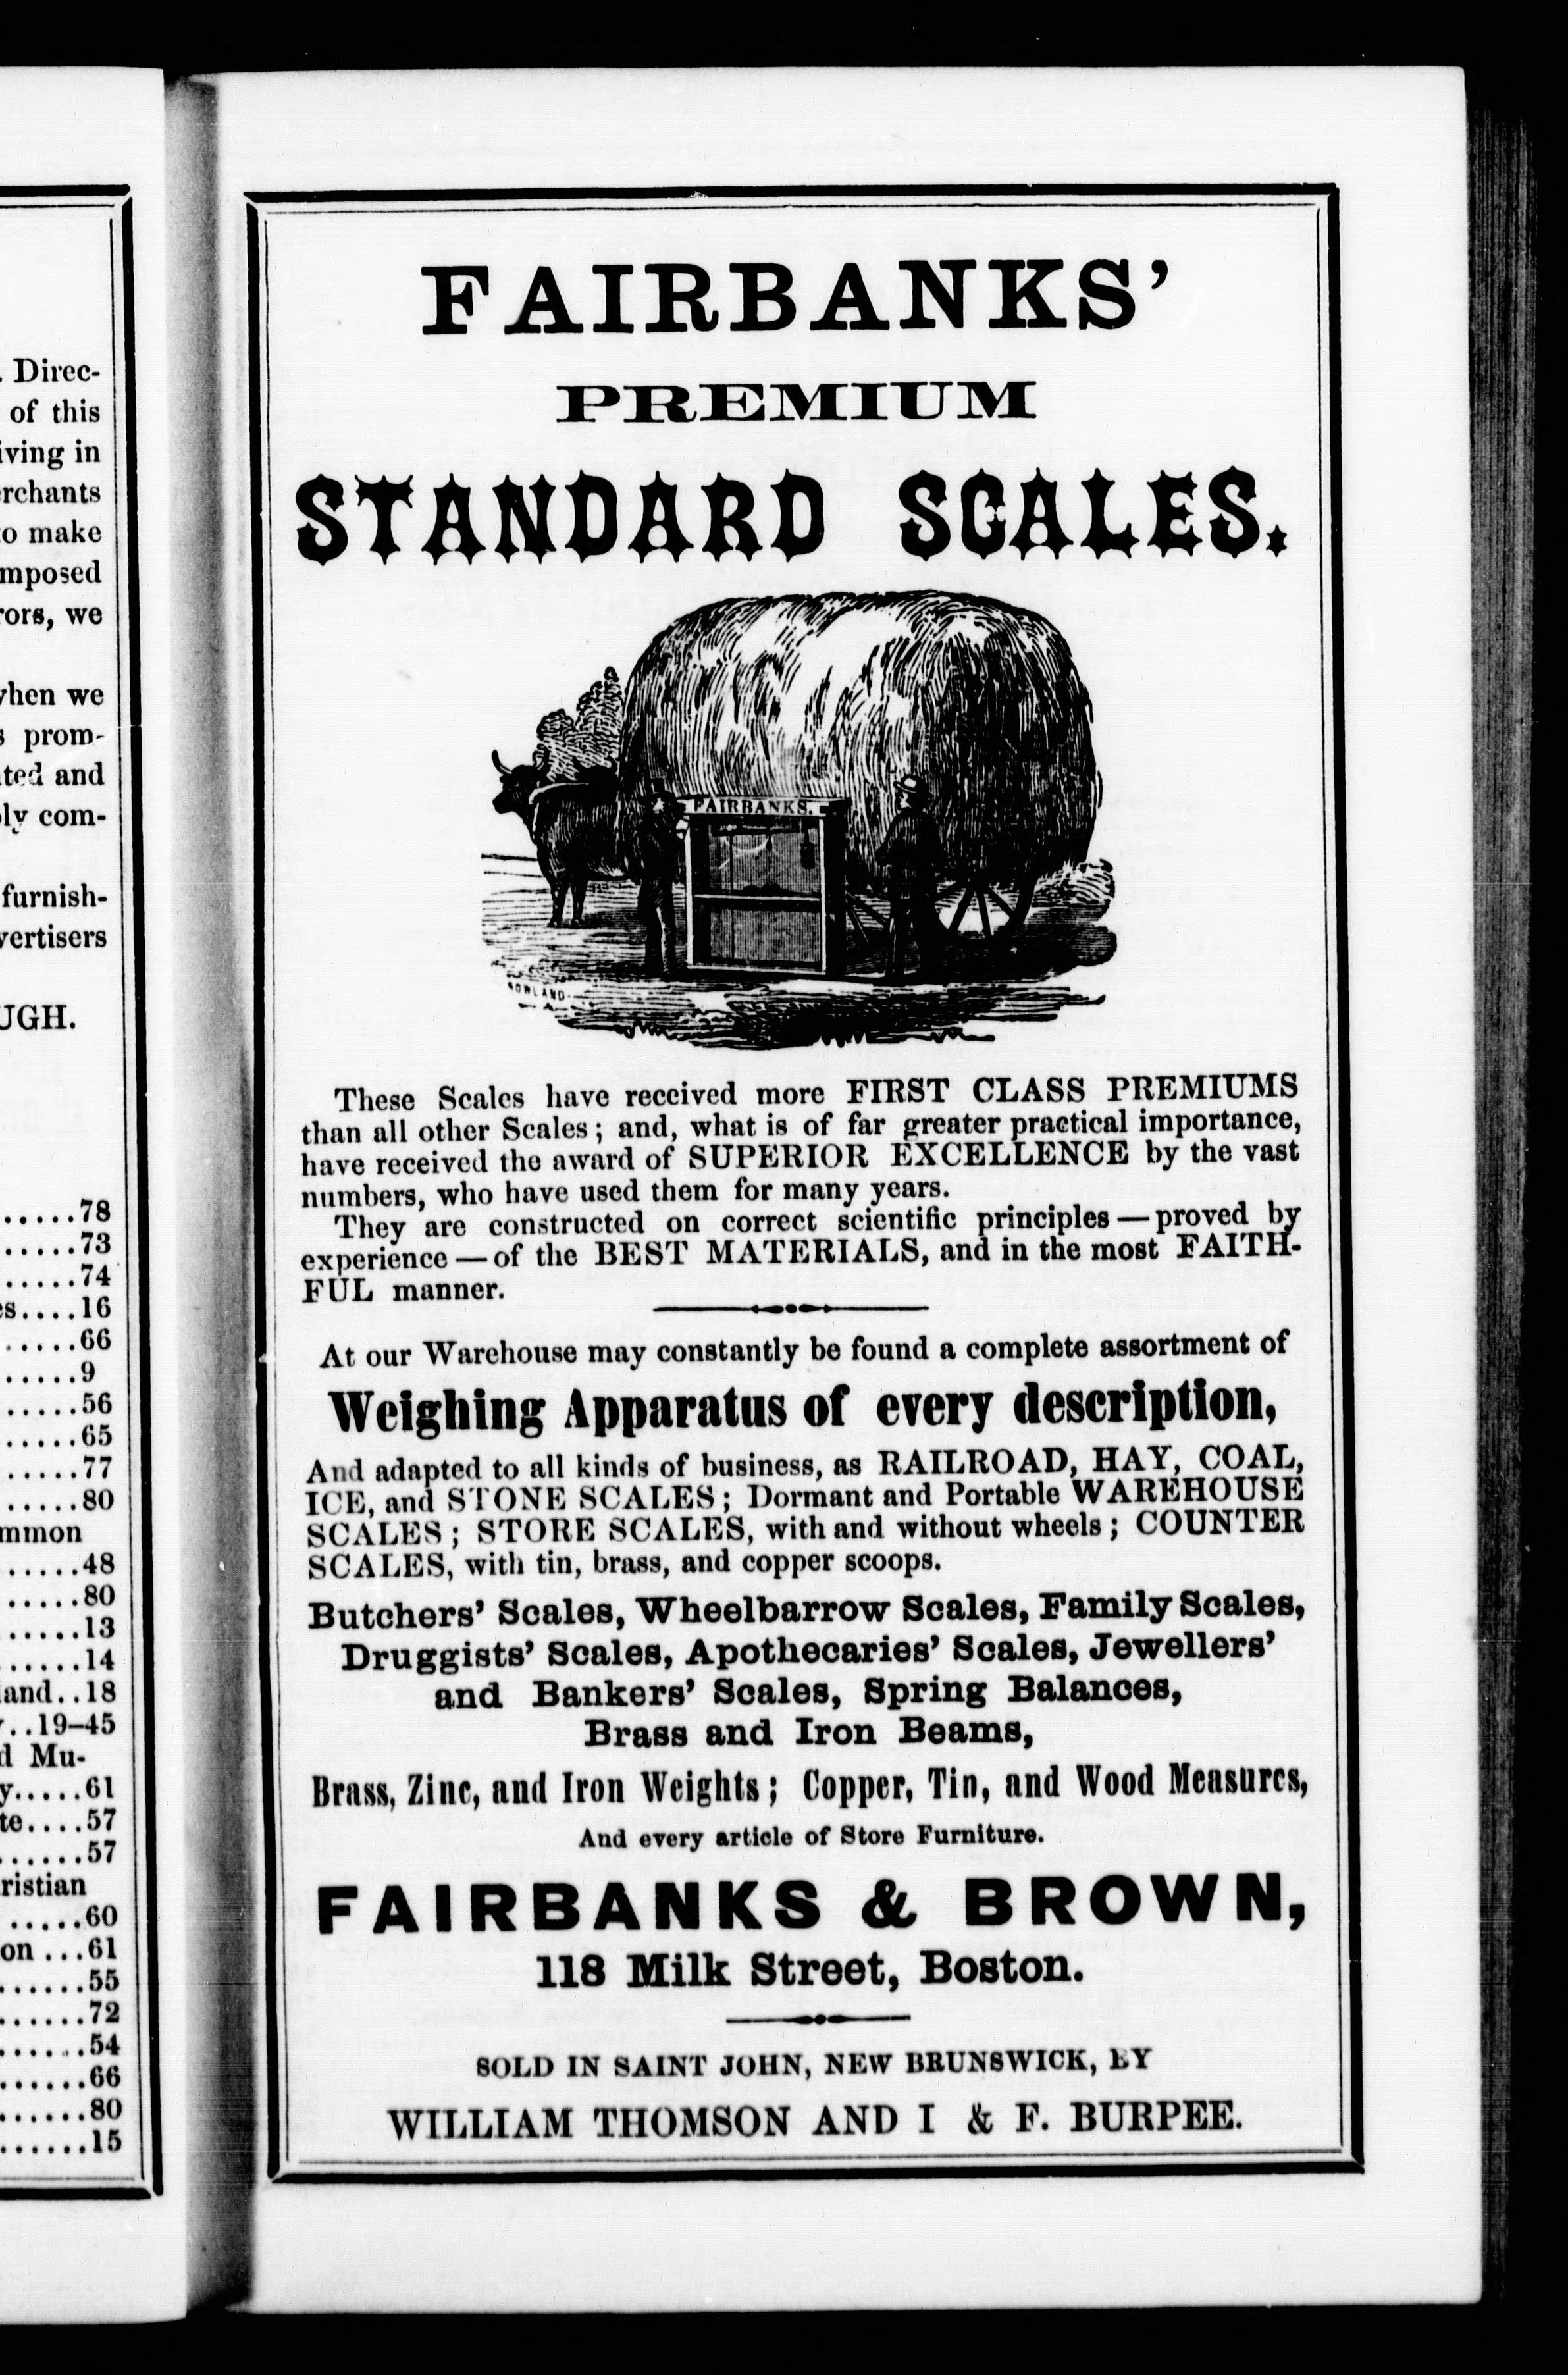 . Direc-
of this
iving in
erchants
to make
mposed
rors, we
when we
s prom-
ted and
ly com-
furnish-
vertisers
UGH.
......78
......73
......74
es....16
......66
......9
......56
......65
......77
......80
mmon
......48
......80
......13
......14
land..18
y..19–45
d Mu-
y.....61
te....57
......57
ristian
......60
on ...61
......55
......72
......54
......66
......80
......15
FAIRBANKS'
PREMIUM
STANDARD SCALES.
FAIRBANKS.
These Scales have received more FIRST CLASS PREMIUMS
than all other Scales; and, what is of far greater practical importance,
have received the award of SUPERIOR EXCELLENCE by the vast
numbers, who have used them for many years.
They are constructed on correct scientific principles — proved by
experience — of the BEST MATERIALS, and in the most FAITH-
FUL manner.
At our Warehouse may constantly be found a complete assortment of
Weighing Apparatus of every description,
And adapted to all kinds of business, as RAILROAD, HAY, COAL,
ICE, and STONE SCALES; Dormant and Portable WAREHOUSE
SCALES; STORE SCALES, with and without wheels; COUNTER
SCALES, with tin, brass, and copper scoops.
Butchers' Scales, Wheelbarrow Scales, Family Scales,
Druggists' Scales, Apothecaries' Scales, Jewellers'
and Bankers' Scales, Spring Balances,
Brass and Iron Beams,
Brass, Zinc, and Iron Weights; Copper, Tin, and Wood Measures,
And every article of Store Furniture.
FAIRBANKS & BROWN,
118 Milk Street, Boston.
SOLD IN SAINT JOHN, NEW BRUNSWICK, BY
WILLIAM THOMSON AND I & F. BURPEE.